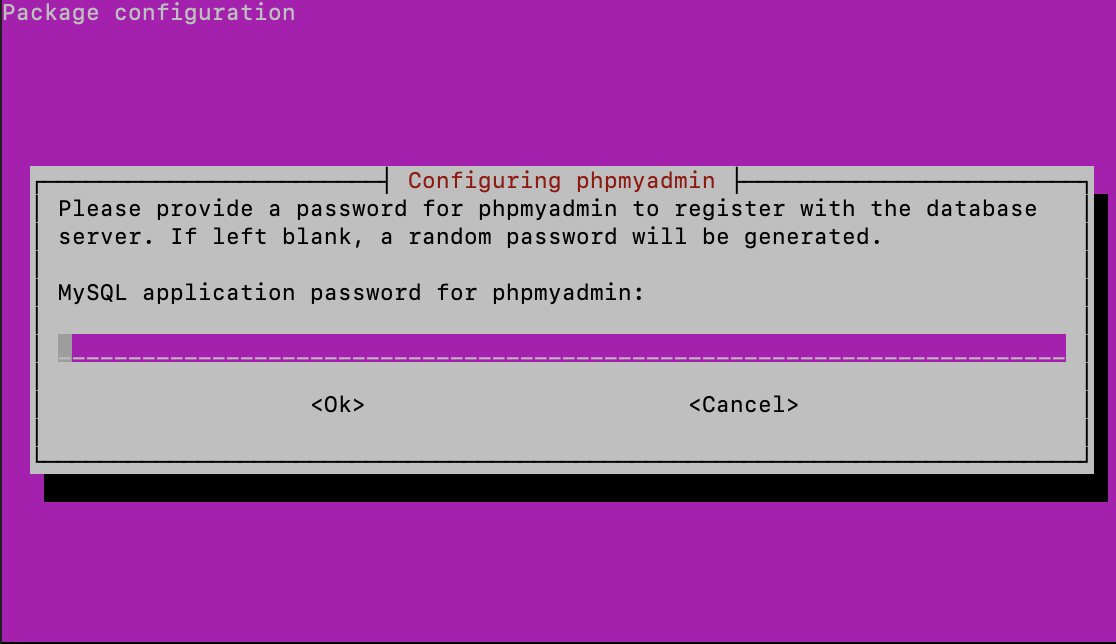 Package configuration
Configuring phpmyadmin
Please provide a password for phpmyadmin to register with the database
server. If left blank, a random password will be generated.
MySQL application password for phpmyadmin:
<Ok> <Cancel>